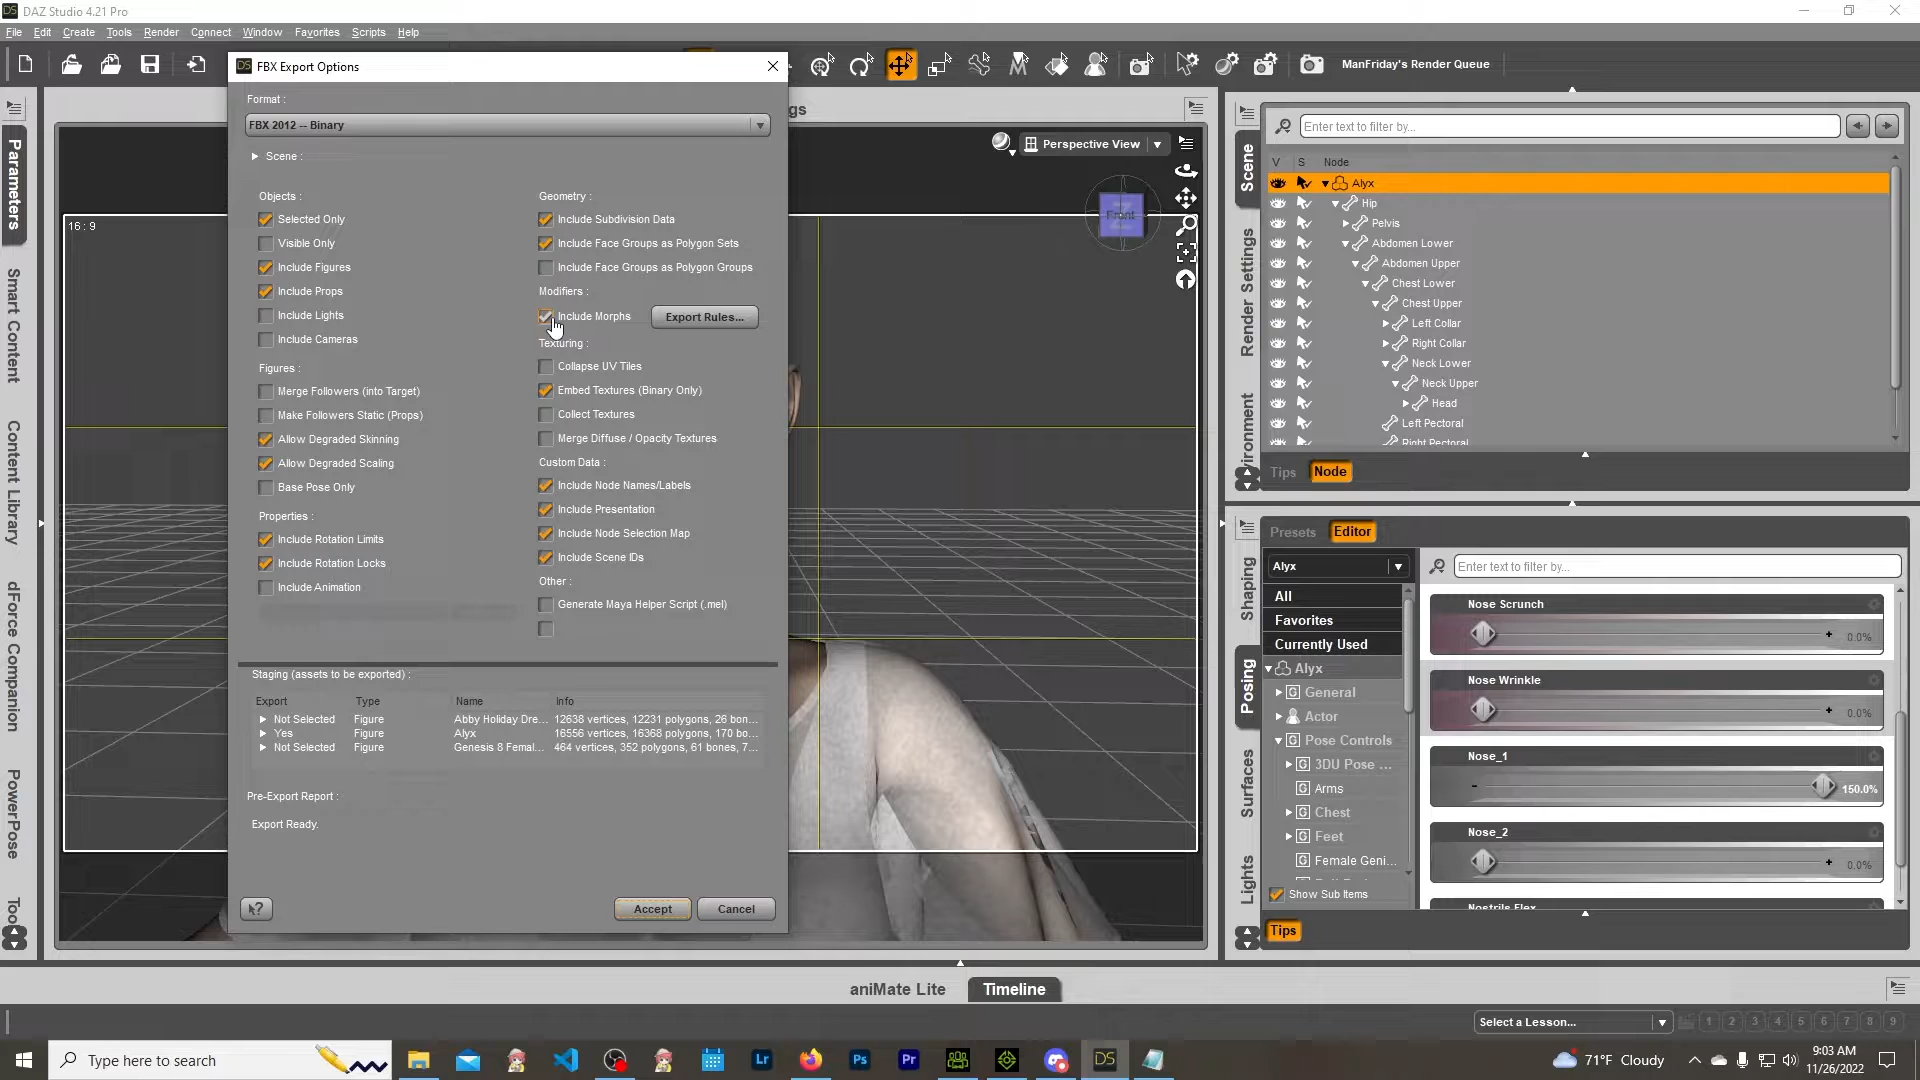 DAZ Studio 4.21 Pro
File Edit Create Tools Render Connect Window Favorites Scripts Help
ManFriday's Render Queue
FBX Export Options
Format :
FBX 2012 -- Binary
Scene :
Objects :
Selected Only
Visible Only
Include Figures
Include Props
Include Lights
Include Cameras
Figures :
Merge Followers (into Target)
Make Followers Static (Props)
Allow Degraded Skinning
Allow Degraded Scaling
Base Pose Only
Properties :
Include Rotation Limits
Include Rotation Locks
Include Animation
Geometry :
Include Subdivision Data
Include Face Groups as Polygon Sets
Include Face Groups as Polygon Groups
Modifiers :
Include Morphs
Export Rules...
Texturing :
Collapse UV Tiles
Embed Textures (Binary Only)
Collect Textures
Merge Diffuse / Opacity Textures
Custom Data :
Include Node Names/Labels
Include Presentation
Include Node Selection Map
Include Scene IDs
Other :
Generate Maya Helper Script (.mel)
Staging (assets to be exported) :
Export Type Name Info
Not Selected Figure Abby Holiday Dre... 12638 vertices, 12231 polygons, 26 bon...
Yes Figure Alyx 16556 vertices, 16368 polygons, 170 bo...
Not Selected Figure Genesis 8 Femal... 464 vertices, 352 polygons, 61 bones, 7...
Pre-Export Report :
Export Ready.
Accept
Cancel
Parameters
Smart Content
Content Library
dForce Companion
PowerPose
16 : 9
gs
Perspective View
Front
Scene
Render Settings
Enter text to filter by...
V S Node
Alyx
Hip
Pelvis
Abdomen Lower
Abdomen Upper
Chest Lower
Chest Upper
Left Collar
Right Collar
Neck Lower
Neck Upper
Head
Left Pectoral
Right Pectoral
Tips
Node
Shaping
Posing
Surfaces
Lights
Presets
Editor
Alyx
All
Favorites
Currently Used
Alyx
General
Actor
Pose Controls
3DU Pose ...
Arms
Chest
Feet
Female Geni...
Show Sub Items
Tips
Enter text to filter by...
Nose Scrunch
0.0%
Nose Wrinkle
0.0%
Nose_1
150.0%
Nose_2
0.0%
Nostrils Flex
aniMate Lite
Timeline
Select a Lesson...
1 2 3 4 5 6 7 8 9
Type here to search
Lr
Ps
Pr
DS
71°F Cloudy
9:03 AM
11/26/2022